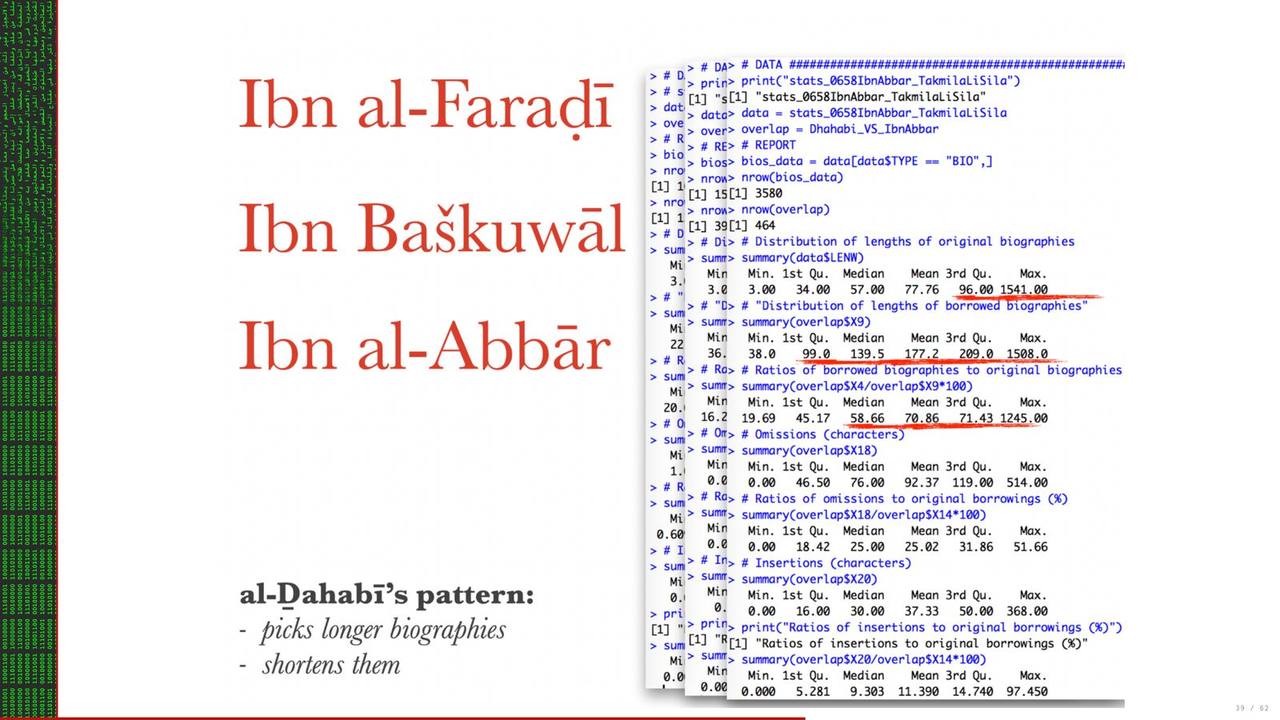 Ibn al-Faraḍī
Ibn Baškuwāl
Ibn al-Abbār
al-Ḏahabī’s pattern:
- picks longer biographies
- shortens them
> # DATA ################################################
> print("stats_0658IbnAbbar_TakmilaLiSila")
[1] "stats_0658IbnAbbar_TakmilaLiSila"
> data = stats_0658IbnAbbar_TakmilaLiSila
> overlap = Dhahabi_VS_IbnAbbar
> # REPORT
> bios_data = data[data$TYPE == "BIO",]
> nrow(bios_data)
[1] 3580
> nrow(overlap)
[1] 464
> # Distribution of lengths of original biographies
> summary(data$LENW)
Min. 1st Qu. Median Mean 3rd Qu. Max.
3.00 34.00 57.00 77.76 96.00 1541.00
> # "Distribution of lengths of borrowed biographies"
> summary(overlap$X9)
Min. 1st Qu. Median Mean 3rd Qu. Max.
38.0 99.0 139.5 177.2 209.0 1508.0
> # Ratios of borrowed biographies to original biographies
> summary(overlap$X4/overlap$X9*100)
Min. 1st Qu. Median Mean 3rd Qu. Max.
19.69 45.17 58.66 70.86 71.43 1245.00
> # Omissions (characters)
> summary(overlap$X18)
Min. 1st Qu. Median Mean 3rd Qu. Max.
0.00 46.50 76.00 92.37 119.00 514.00
> # Ratios of omissions to original borrowings (%)
> summary(overlap$X18/overlap$X14*100)
Min. 1st Qu. Median Mean 3rd Qu. Max.
0.00 18.42 25.00 25.02 31.86 51.66
> # Insertions (characters)
> summary(overlap$X20)
Min. 1st Qu. Median Mean 3rd Qu. Max.
0.00 16.00 30.00 37.33 50.00 368.00
> print("Ratios of insertions to original borrowings (%)")
[1] "Ratios of insertions to original borrowings (%)"
> summary(overlap$X20/overlap$X14*100)
Min. 1st Qu. Median Mean 3rd Qu. Max.
0.000 5.281 9.303 11.390 14.740 97.450
39 / 62